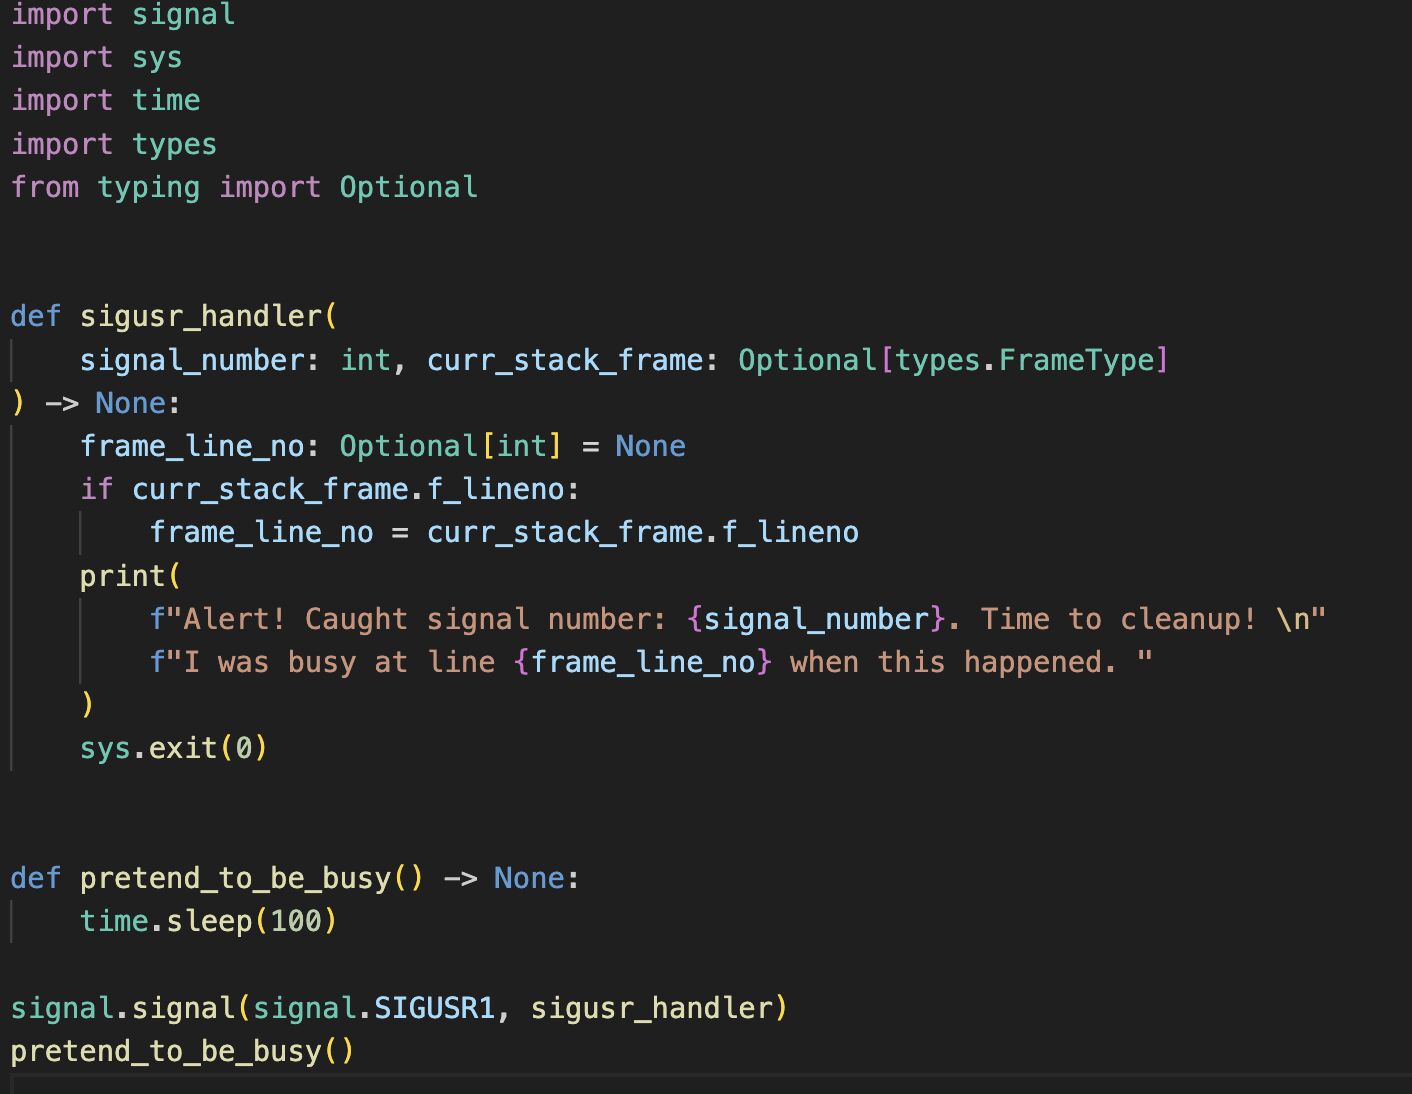 import signal
import sys
import time
import types
from typing import Optional
def sigusr_handler(
    signal_number: int, curr_stack_frame: Optional[types.FrameType]
) -> None:
    frame_line_no: Optional[int] = None
    if curr_stack_frame.f_lineno:
        frame_line_no = curr_stack_frame.f_lineno
    print(
        f"Alert! Caught signal number: {signal_number}. Time to cleanup! \n"
        f"I was busy at line {frame_line_no} when this happened. "
    )
    sys.exit(0)
def pretend_to_be_busy() -> None:
    time.sleep(100)
signal.signal(signal.SIGUSR1, sigusr_handler)
pretend_to_be_busy()